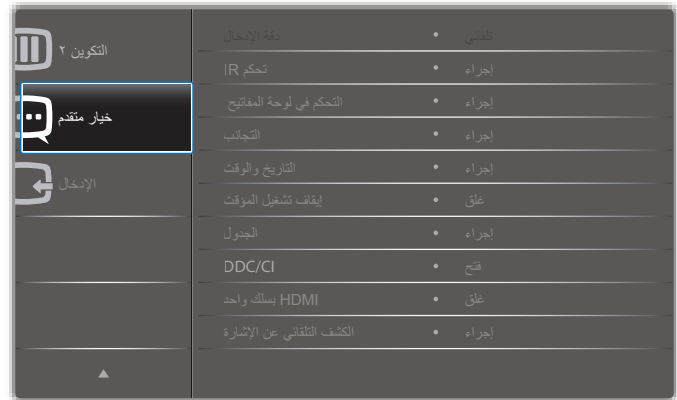 التكوين ٢
خيار متقدم
الإدخال
دقة الإدخال • تلقائي
تحكم IR • إجراء
التحكم في لوحة المفاتيح • إجراء
التجانب • إجراء
التاريخ والوقت • إجراء
إيقاف تشغيل المؤقت • غلق
الجدول • إجراء
DDC/CI • فتح
HDMI بسلك واحد • غلق
الكشف التلقائي عن الإشارة • إجراء